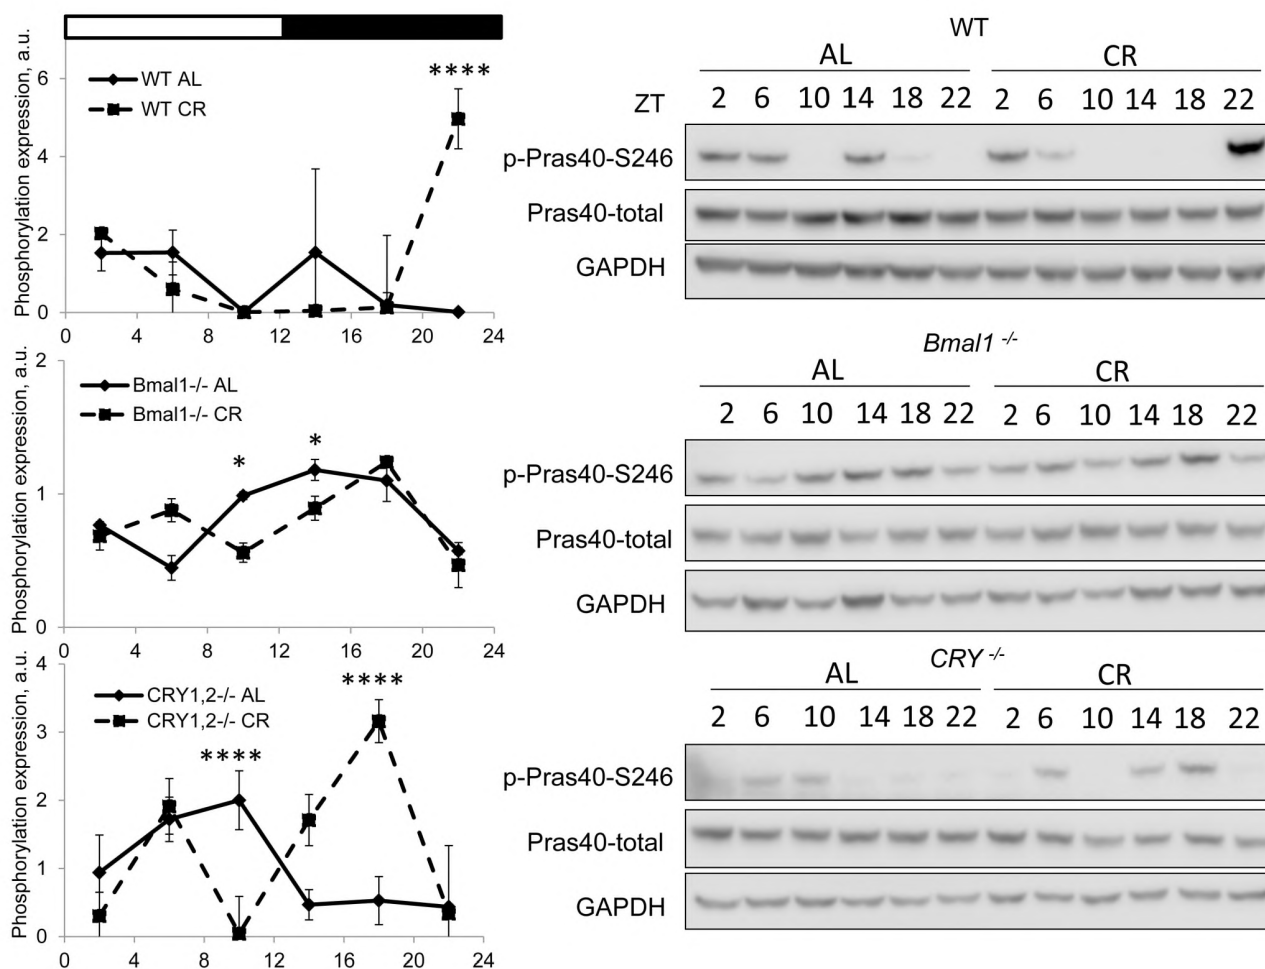 Phosphorylation expression, a.u.
6
4
2
0
0 4 8 12 16 20 24
WT AL
WT CR
****
WT
AL CR
ZT 2 6 10 14 18 22 2 6 10 14 18 22
p-Pras40-S246
Pras40-total
GAPDH
Phosphorylation expression, a.u.
2
1
0
0 4 8 12 16 20 24
Bmal1-/- AL
Bmal1-/- CR
*
*
Bmal1 -/-
AL CR
2 6 10 14 18 22 2 6 10 14 18 22
p-Pras40-S246
Pras40-total
GAPDH
Phosphorylation expression, a.u.
4
3
2
1
0
0 4 8 12 16 20 24
CRY1,2-/- AL
CRY1,2-/- CR
****
****
CRY -/-
AL CR
2 6 10 14 18 22 2 6 10 14 18 22
p-Pras40-S246
Pras40-total
GAPDH